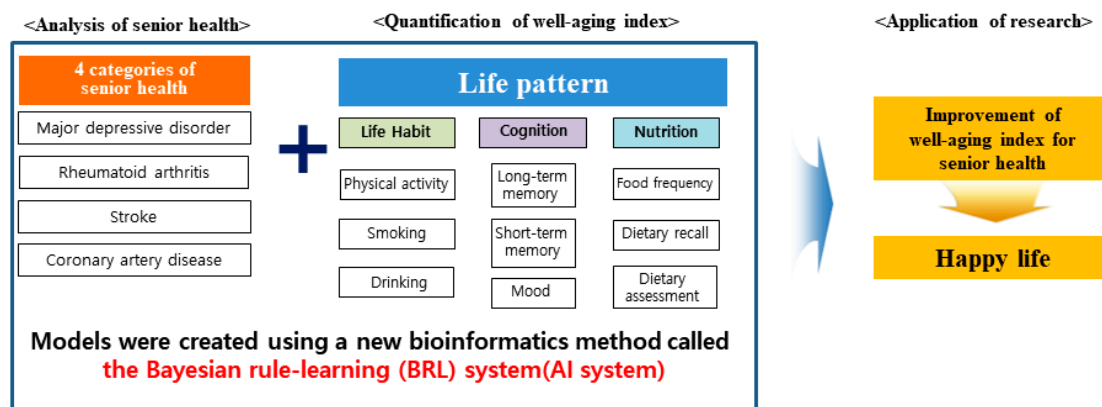 <Analysis of senior health>
<Quantification of well-aging index>
<Application of research>
4 categories of
senior health
Major depressive disorder
Rheumatoid arthritis
Stroke
Coronary artery disease
+
Life pattern
Life Habit
Physical activity
Smoking
Drinking
Cognition
Long-term
memory
Short-term
memory
Mood
Nutrition
Food frequency
Dietary recall
Dietary
assessment
Models were created using a new bioinformatics method called
the Bayesian rule-learning (BRL) system(AI system)
Improvement of
well-aging index for
senior health
Happy life